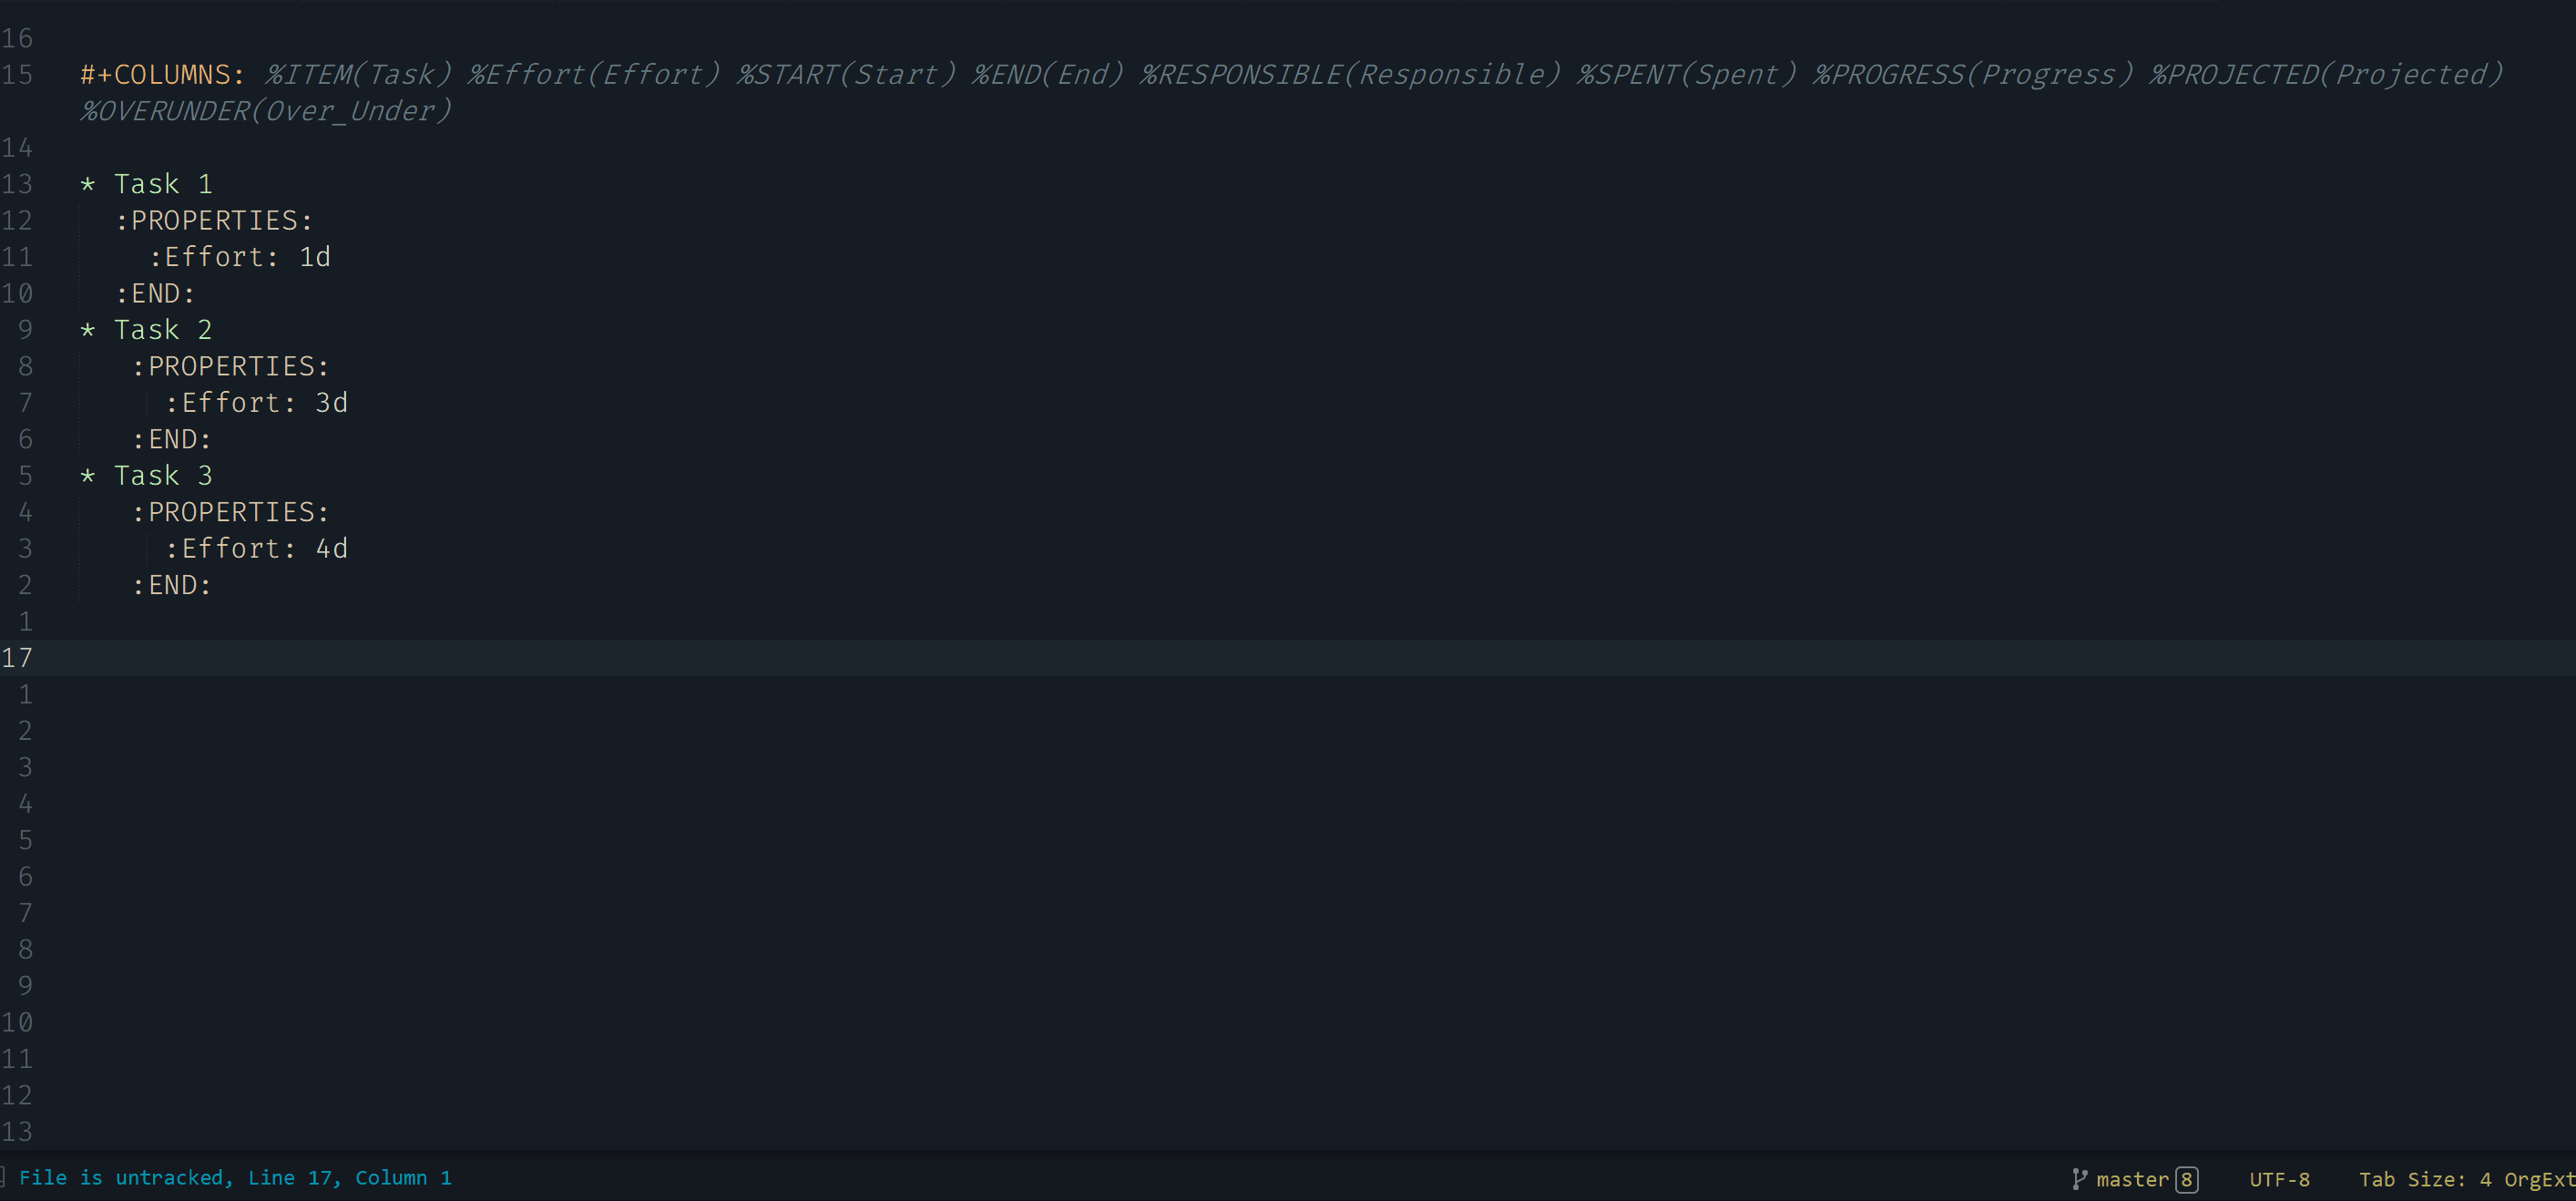 16
15 #+COLUMNS: %ITEM(Task) %Effort(Effort) %START(Start) %END(End) %RESPONSIBLE(Responsible) %SPENT(Spent) %PROGRESS(Progress) %PROJECTED(Projected)
%OVERUNDER(Over_Under)
14
13 * Task 1
12 :PROPERTIES:
11 :Effort: 1d
10 :END:
9 * Task 2
8 :PROPERTIES:
7 :Effort: 3d
6 :END:
5 * Task 3
4 :PROPERTIES:
3 :Effort: 4d
2 :END:
1
17
1
2
3
4
5
6
7
8
9
10
11
12
13
File is untracked, Line 17, Column 1 master 8 UTF-8 Tab Size: 4 OrgExt